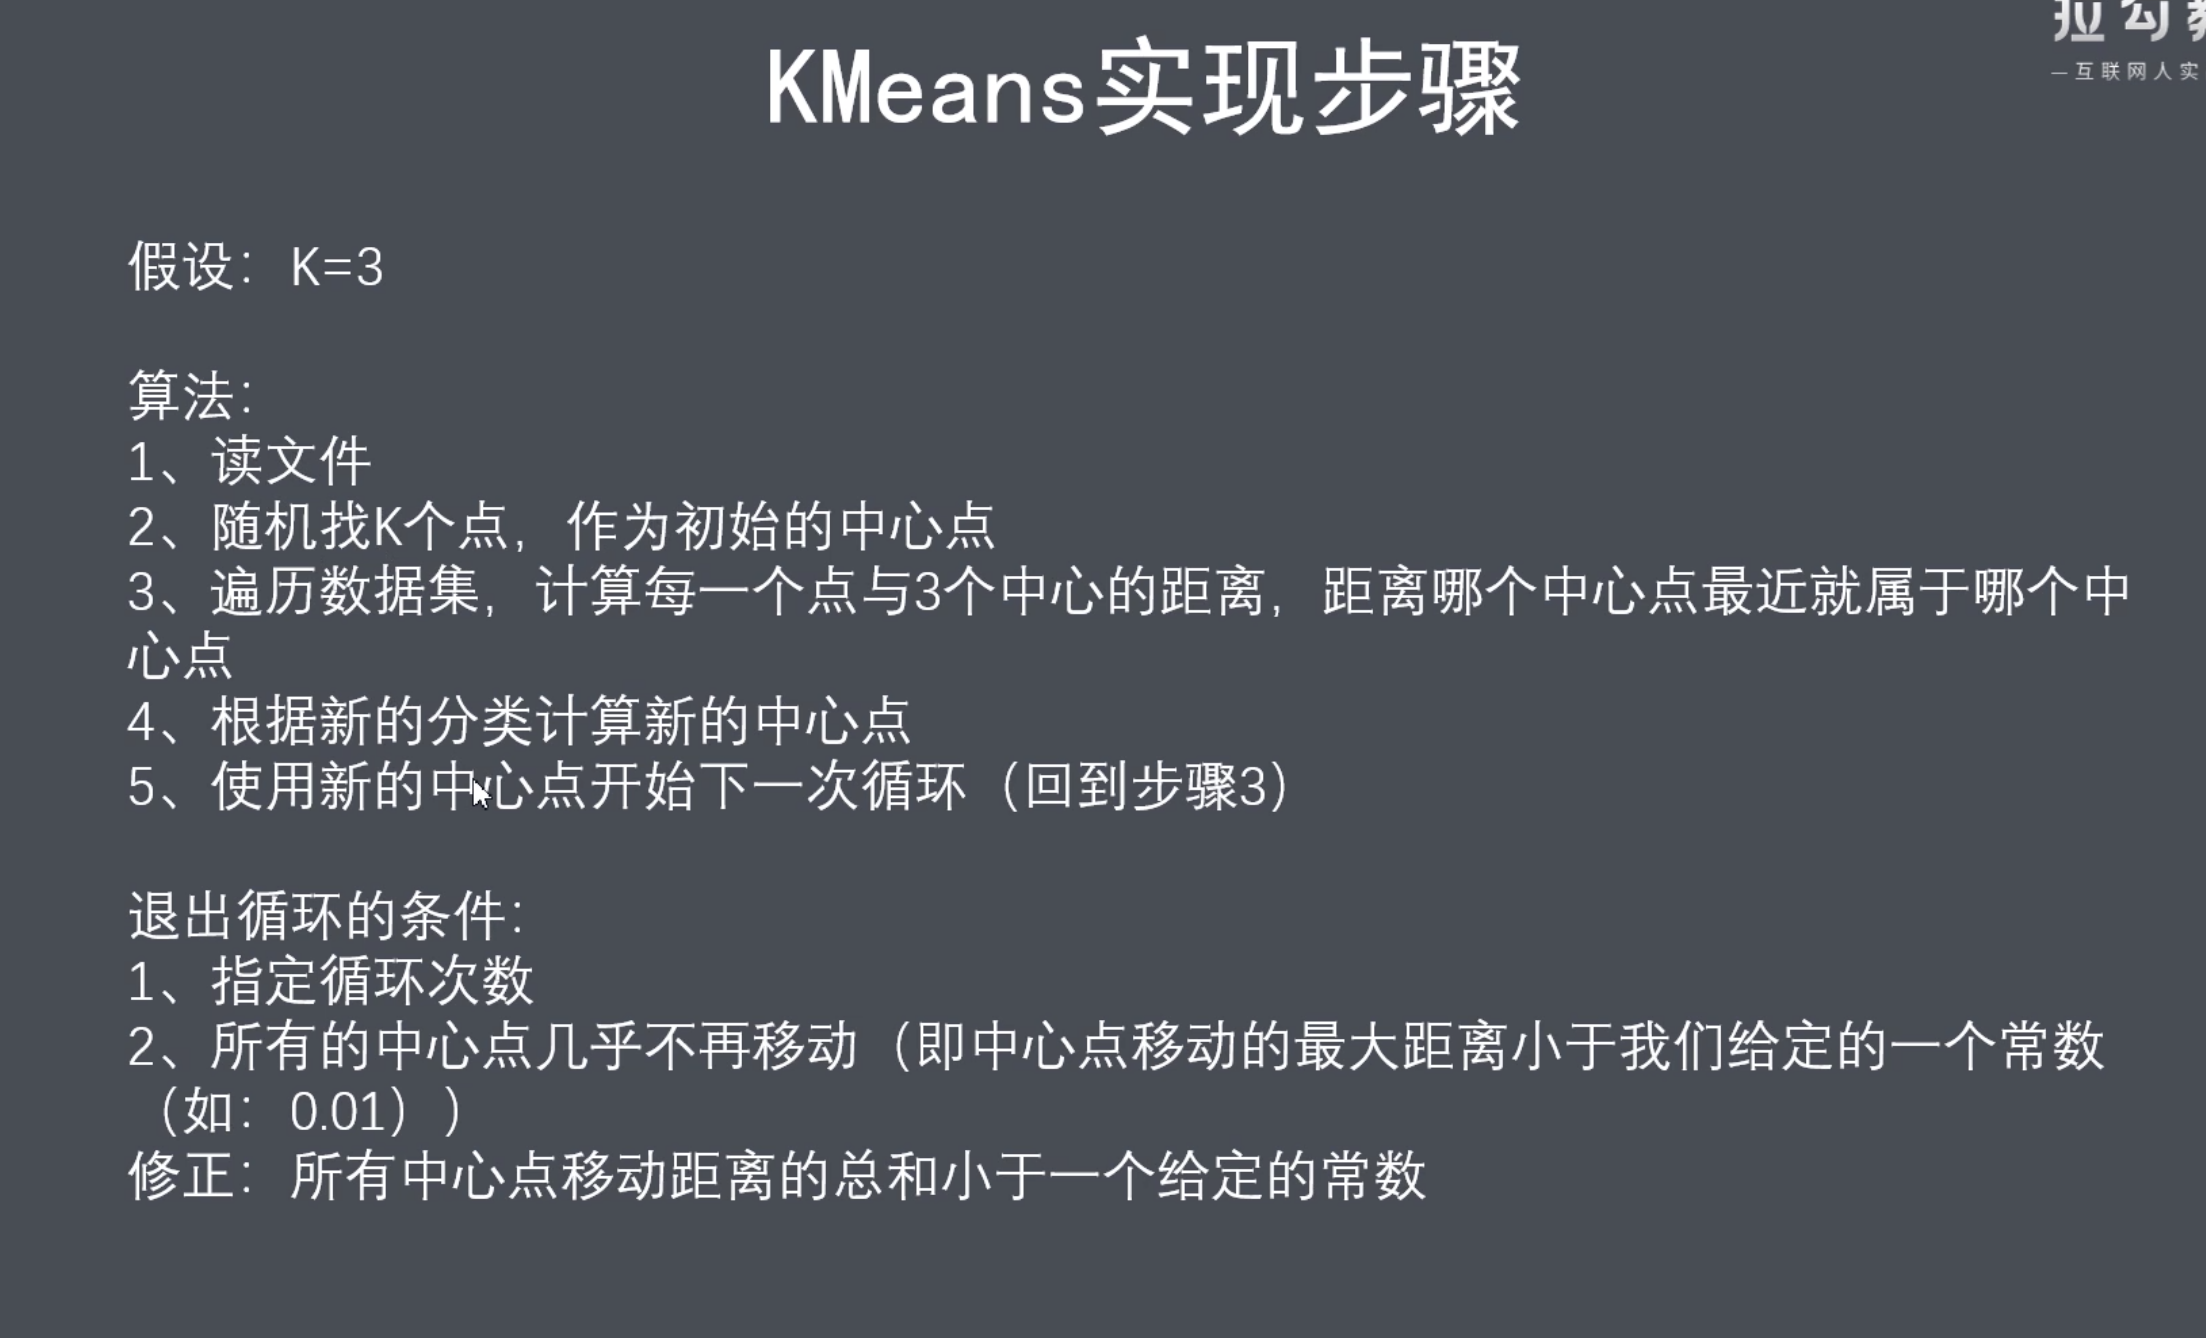 拉勾
—互联网人实
KMeans实现步骤
假设：K=3
算法：
1、读文件
2、随机找K个点，作为初始的中心点
3、遍历数据集，计算每一个点与3个中心的距离，距离哪个中心点最近就属于哪个中
心点
4、根据新的分类计算新的中心点
5、使用新的中心点开始下一次循环（回到步骤3）
退出循环的条件：
1、指定循环次数
2、所有的中心点几乎不再移动（即中心点移动的最大距离小于我们给定的一个常数
（如：0.01））
修正：所有中心点移动距离的总和小于一个给定的常数